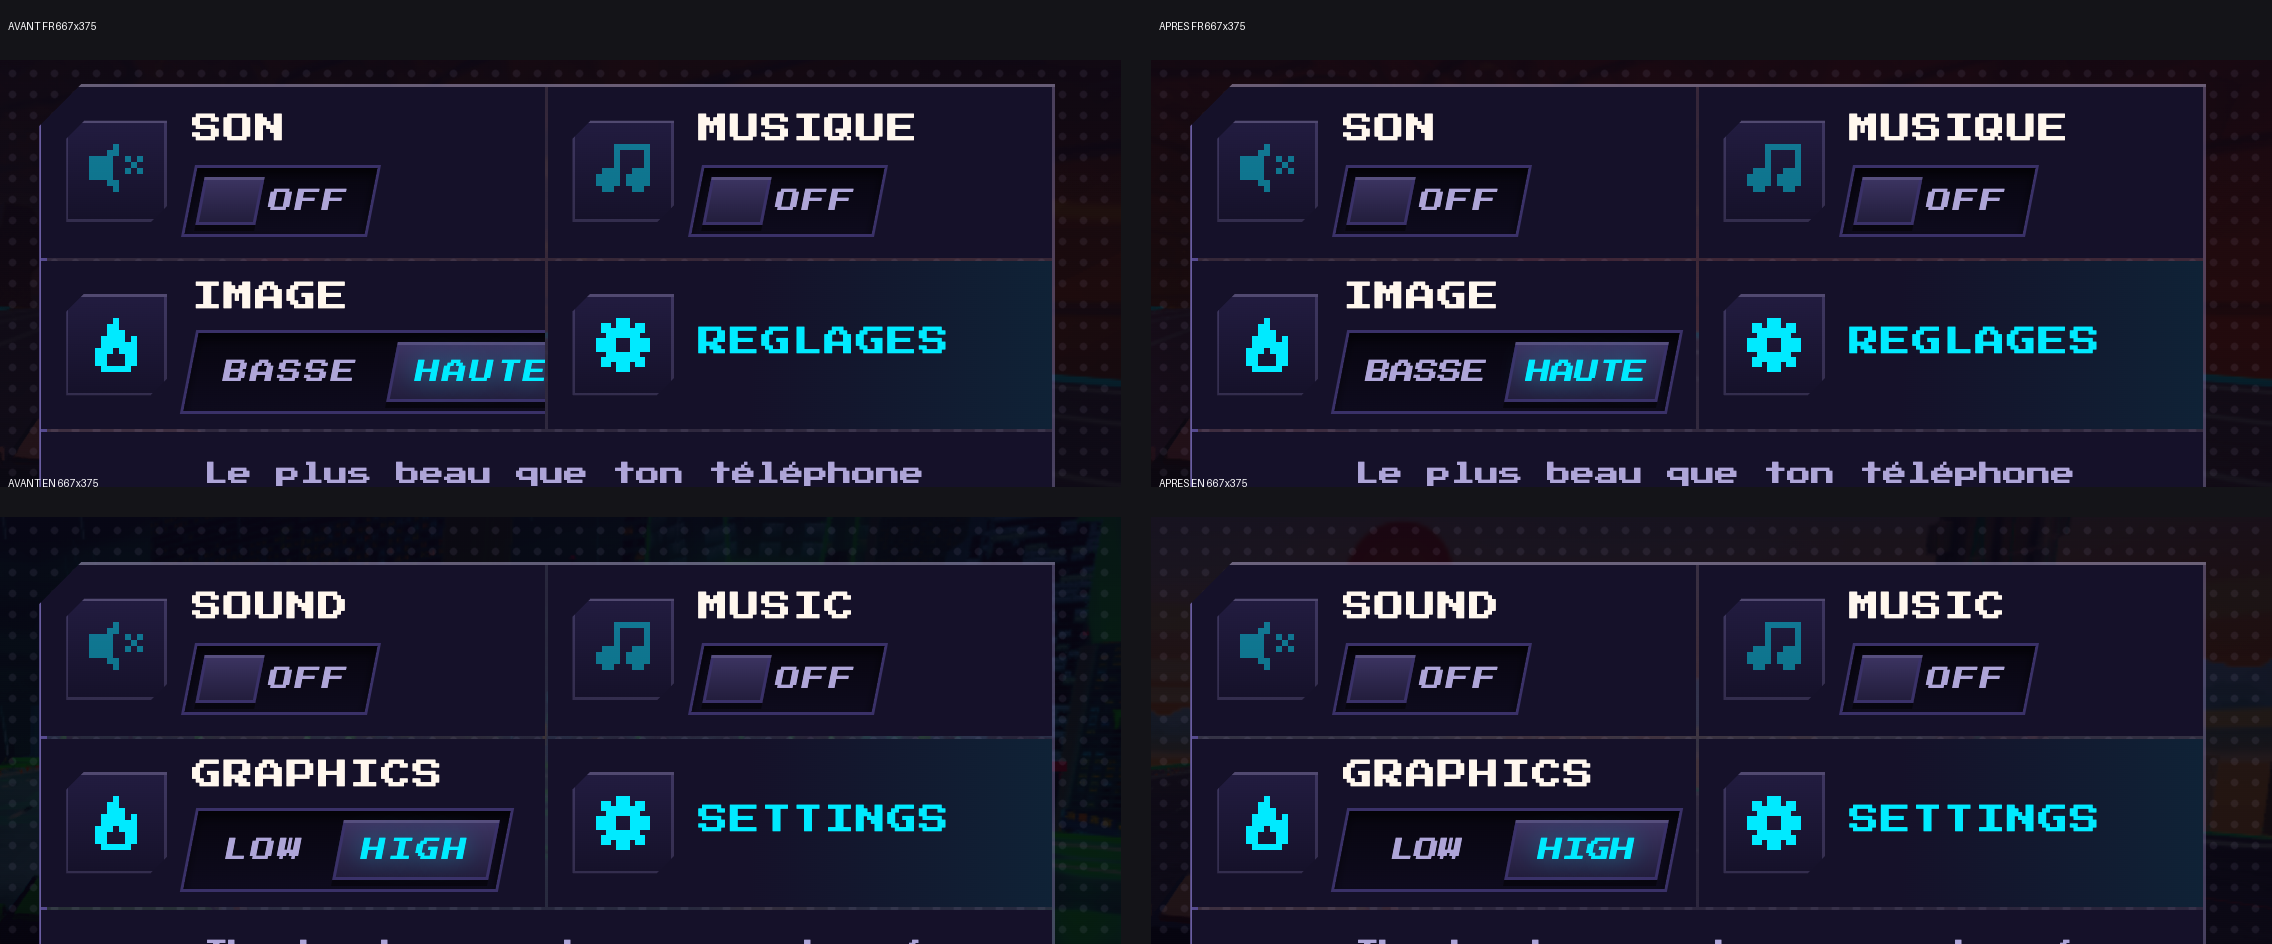 AVANT FR 667x375
SON
OFF
MUSIQUE
OFF
IMAGE
BASSE HAUTE
REGLAGES
Le plus beau que ton téléphone
APRES FR 667x375
SON
OFF
MUSIQUE
OFF
IMAGE
BASSE HAUTE
REGLAGES
Le plus beau que ton téléphone
AVANT EN 667x375
SOUND
OFF
MUSIC
OFF
GRAPHICS
LOW HIGH
SETTINGS
APRES EN 667x375
SOUND
OFF
MUSIC
OFF
GRAPHICS
LOW HIGH
SETTINGS